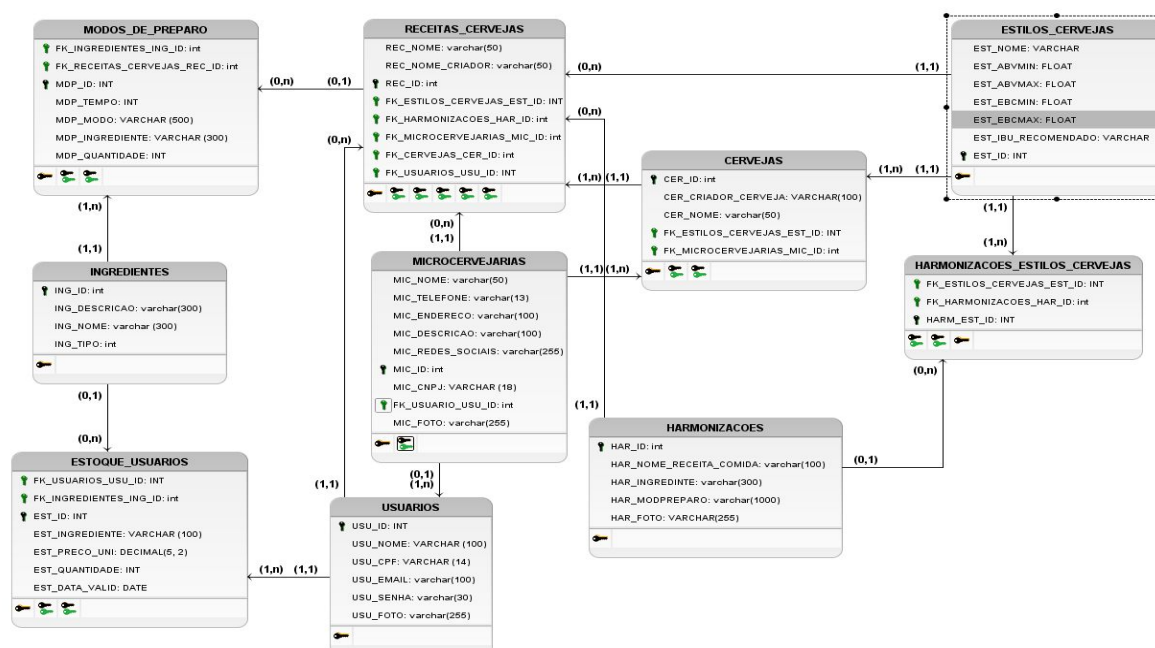 MODOS_DE_PREPARO
FK_INGREDIENTES_ING_ID: int
FK_RECEITAS_CERVEJAS_REC_ID: int
MDP_ID: INT
MDP_TEMPO: INT
MDP_MODO: VARCHAR (500)
MDP_INGREDIENTE: VARCHAR (300)
MDP_QUANTIDADE: INT
(0,n)
(0,1)
RECEITAS_CERVEJAS
REC_NOME: varchar(50)
REC_NOME_CRIADOR: varchar(50)
REC_ID: int
FK_ESTILOS_CERVEJAS_EST_ID: INT
FK_HARMONIZACOES_HAR_ID: int
FK_MICROCERVEJARIAS_MIC_ID: int
FK_CERVEJAS_CER_ID: int
FK_USUARIOS_USU_ID: INT
(0,n)
(1,1)
(0,n)
(0,n)
ESTILOS_CERVEJAS
EST_NOME: VARCHAR
EST_ABVMIN: FLOAT
EST_ABVMAX: FLOAT
EST_EBCMIN: FLOAT
EST_EBCMAX: FLOAT
EST_IBU_RECOMENDADO: VARCHAR
EST_ID: INT
(1,n)
(1,1)
CERVEJAS
CER_ID: int
CER_CRIADOR_CERVEJA: VARCHAR(100)
CER_NOME: varchar(50)
FK_ESTILOS_CERVEJAS_EST_ID: INT
FK_MICROCERVEJARIAS_MIC_ID: int
(1,n)
(1,1)
(1,1)
(1,n)
(1,n)
(1,1)
(0,n)
(1,1)
INGREDIENTES
ING_ID: int
ING_DESCRICAO: varchar(300)
ING_NOME: varchar (300)
ING_TIPO: int
MICROCERVEJARIAS
MIC_NOME: varchar(50)
MIC_TELEFONE: varchar(13)
MIC_ENDERECO: varchar(100)
MIC_DESCRICAO: varchar(100)
MIC_REDES_SOCIAIS: varchar(255)
MIC_ID: int
MIC_CNPJ: VARCHAR (18)
FK_USUARIO_USU_ID: int
MIC_FOTO: varchar(255)
(1,1)
(1,n)
HARMONIZACOES_ESTILOS_CERVEJAS
FK_ESTILOS_CERVEJAS_EST_ID: INT
FK_HARMONIZACOES_HAR_ID: int
HARM_EST_ID: INT
(0,n)
(0,1)
(0,n)
(1,1)
HARMONIZACOES
HAR_ID: int
HAR_NOME_RECEITA_COMIDA: varchar(100)
HAR_INGREDINTE: varchar(300)
HAR_MODPREPARO: varchar(1000)
HAR_FOTO: VARCHAR(255)
(0,1)
ESTOQUE_USUARIOS
FK_USUARIOS_USU_ID: INT
FK_INGREDIENTES_ING_ID: int
EST_ID: INT
EST_INGREDIENTE: VARCHAR (100)
EST_PRECO_UNI: DECIMAL(5, 2)
EST_QUANTIDADE: INT
EST_DATA_VALID: DATE
(1,n)
(1,1)
(1,1)
(0,1)
(1,n)
USUARIOS
USU_ID: INT
USU_NOME: VARCHAR (100)
USU_CPF: VARCHAR (14)
USU_EMAIL: varchar(100)
USU_SENHA: varchar(30)
USU_FOTO: varchar(255)